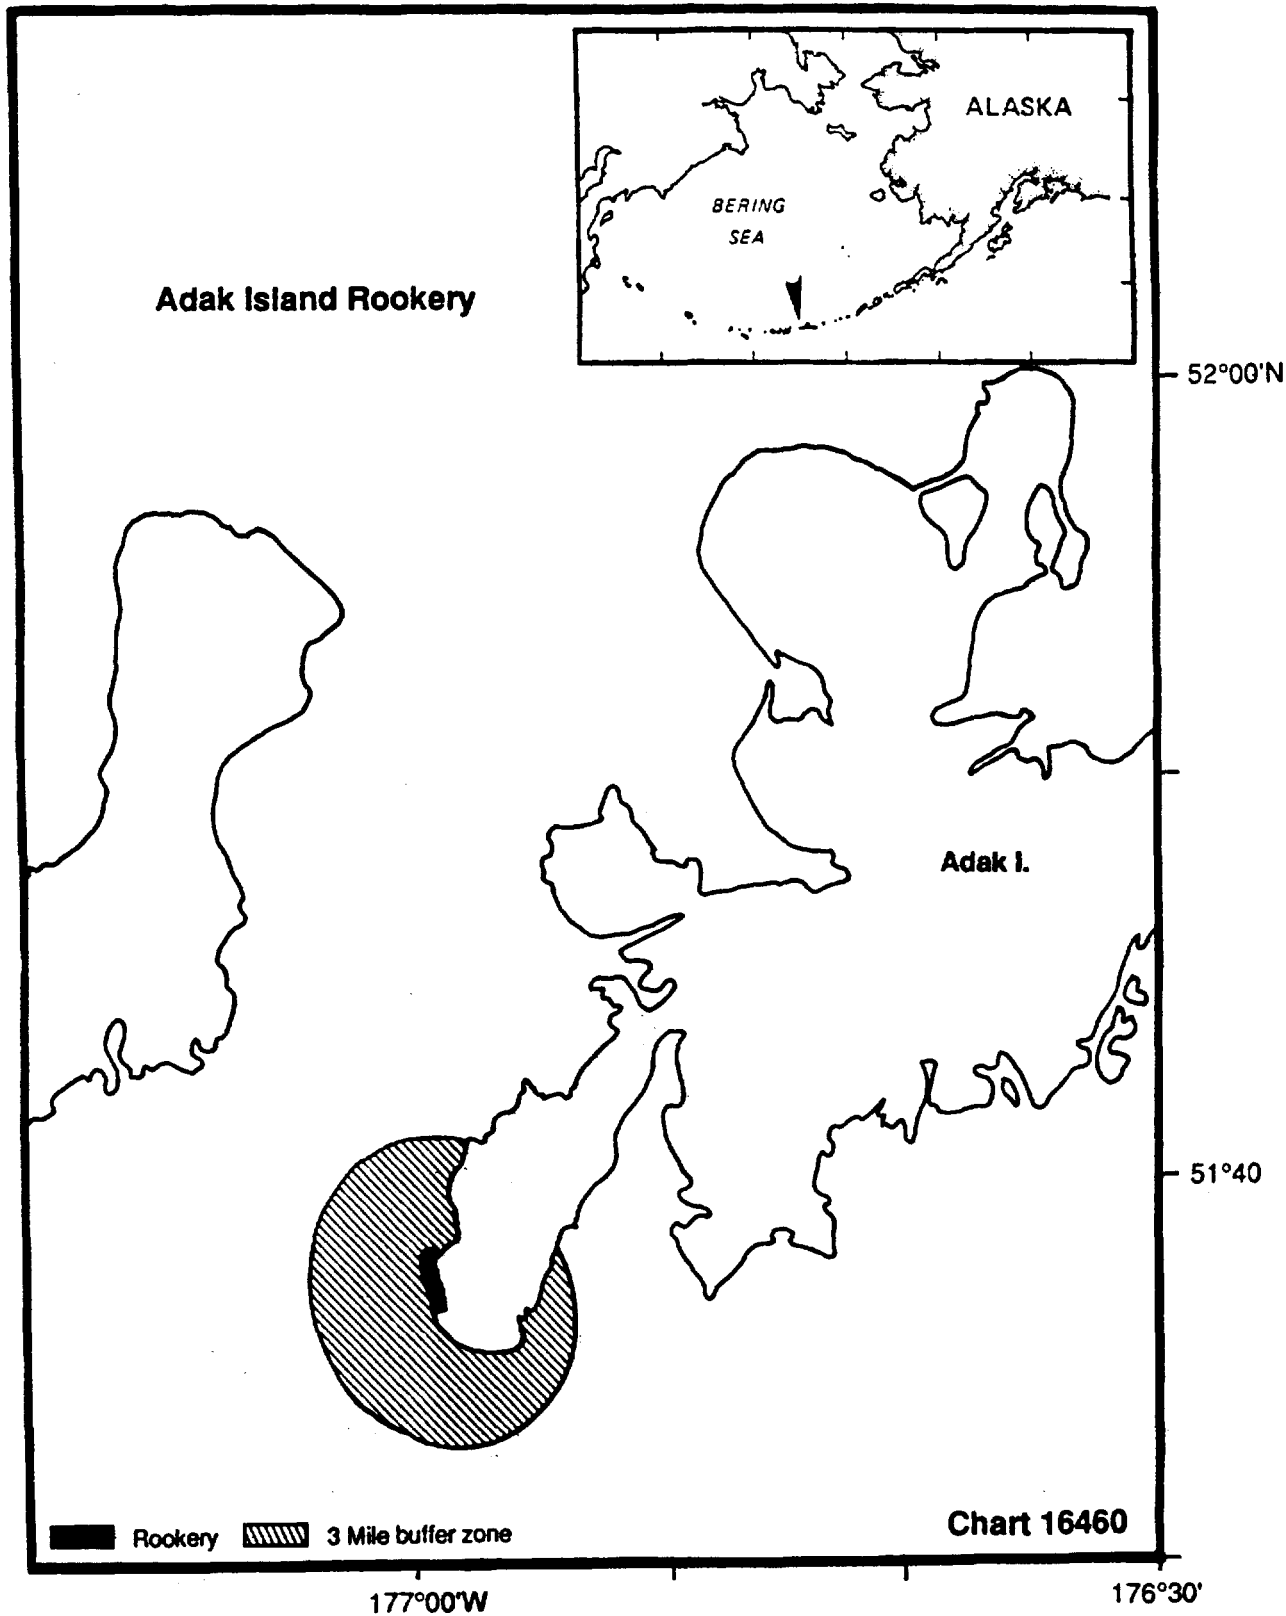 ALASKA
BERING
SEA
Adak Island Rookery
52°00'N
Adak I.
51°40
Chart 16460
Rookery
3 Mile buffer zone
177°00'W
176°30'